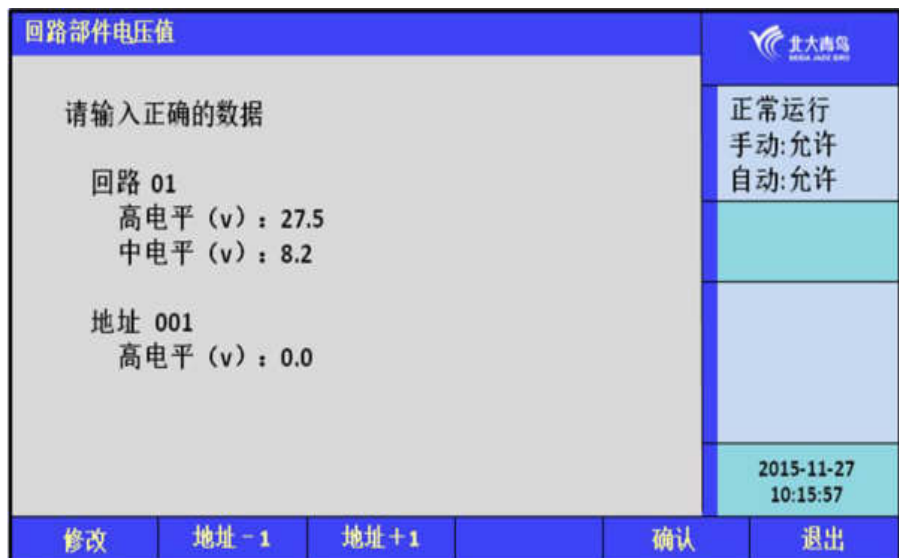 回路部件电压值
北大青鸟
请输入正确的数据
正常运行
手动:允许
自动:允许
回路 01
高电平（v）：27.5
中电平（v）：8.2
地址 001
高电平（v）：0.0
2015-11-27
10:15:57
修改 地址－1 地址＋1 确认 退出